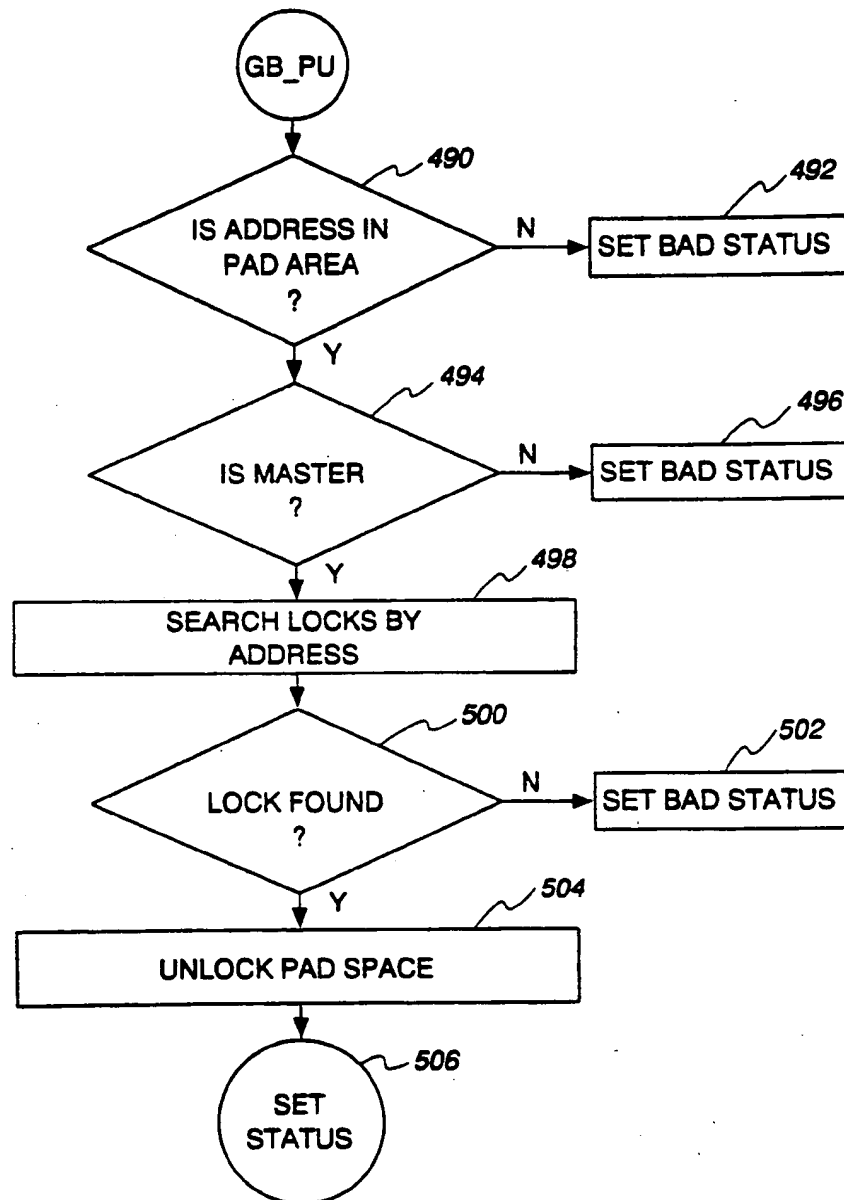 GB_PU
490
IS ADDRESS IN
PAD AREA
?
N
492
SET BAD STATUS
Y
494
IS MASTER
?
N
496
SET BAD STATUS
Y
498
SEARCH LOCKS BY
ADDRESS
500
LOCK FOUND
?
N
502
SET BAD STATUS
Y
504
UNLOCK PAD SPACE
506
SET
STATUS